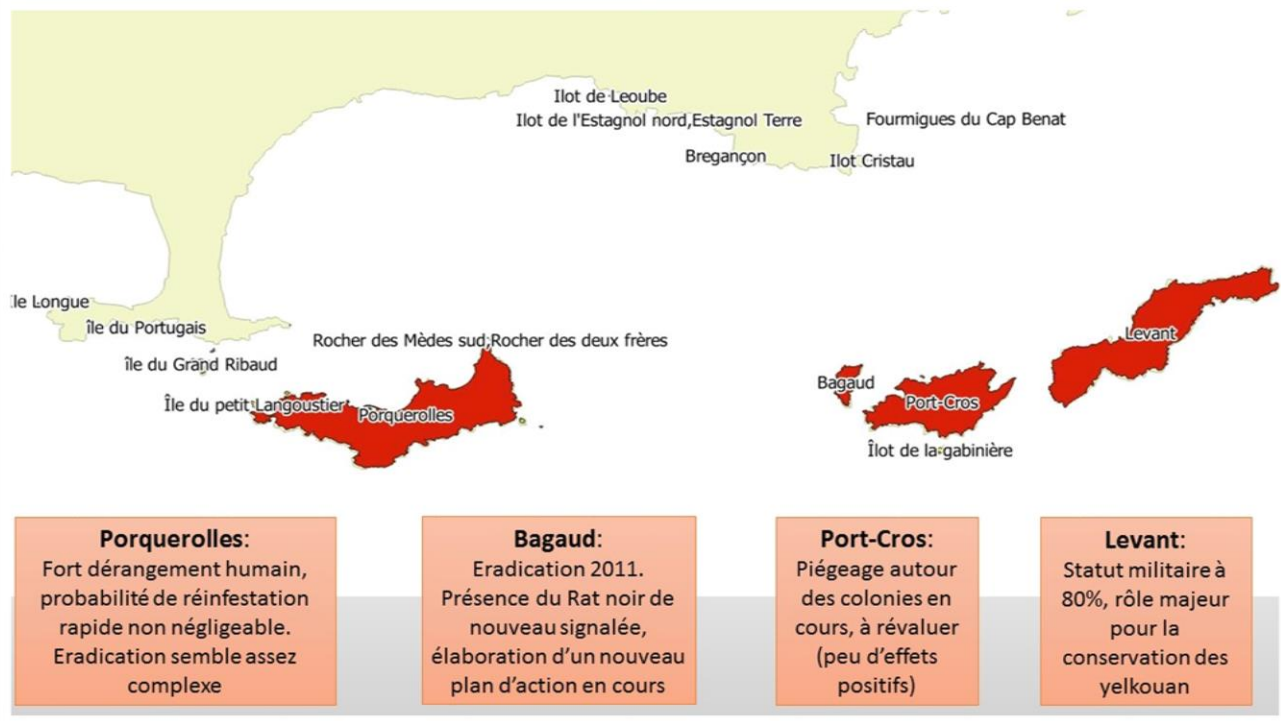 Ilot de Leoube
Ilot de l'Estagnol nord,Estagnol Terre
Fourmigues du Cap Benat
Bregançon
Ilot Cristau
Ile Longue
île du Portugais
île du Grand Ribaud
Rocher des Mèdes sud;Rocher des deux frères
Île du petit Langoustier
Porquerolles
Bagaud
Port-Cros
Levant
Îlot de la gabinière
Porquerolles:
Fort dérangement humain,
probabilité de réinfestation
rapide non négligeable.
Eradication semble assez
complexe
Bagaud:
Eradication 2011.
Présence du Rat noir de
nouveau signalée,
élaboration d'un nouveau
plan d'action en cours
Port-Cros:
Piégeage autour
des colonies en
cours, à révaluer
(peu d'effets
positifs)
Levant:
Statut militaire à
80%, rôle majeur
pour la
conservation des
yelkouan